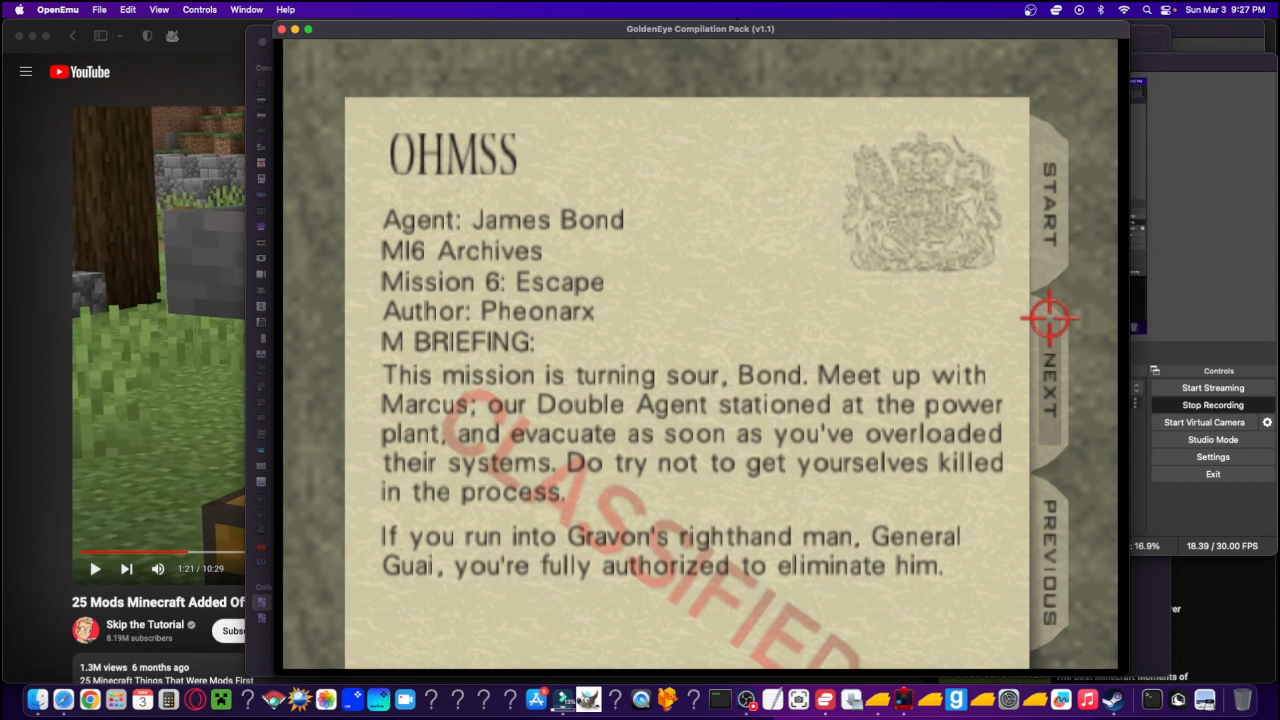 OpenEmu File Edit View Controls Window Help
Sun Mar 3 9:27 PM
GoldenEye Compilation Pack (v1.1)
YouTube
OHMSS
Agent: James Bond
MI6 Archives
Mission 6: Escape
Author: Pheonarx
M BRIEFING:
This mission is turning sour, Bond. Meet up with
Marcus; our Double Agent stationed at the power
plant, and evacuate as soon as you've overloaded
their systems. Do try not to get yourselves killed
in the process.
If you run into Gravon's righthand man, General
Guai, you're fully authorized to eliminate him.
CLASSIFIED
START
NEXT
PREVIOUS
1:21 / 10:29
25 Mods Minecraft Added Of
Skip the Tutorial
8.19M subscribers
Subs
1.3M views 6 months ago
25 Minecraft Things That Were Mods First
Controls
Start Streaming
Stop Recording
Start Virtual Camera
Studio Mode
Settings
Exit
16.9% 18.39 / 30.00 FPS